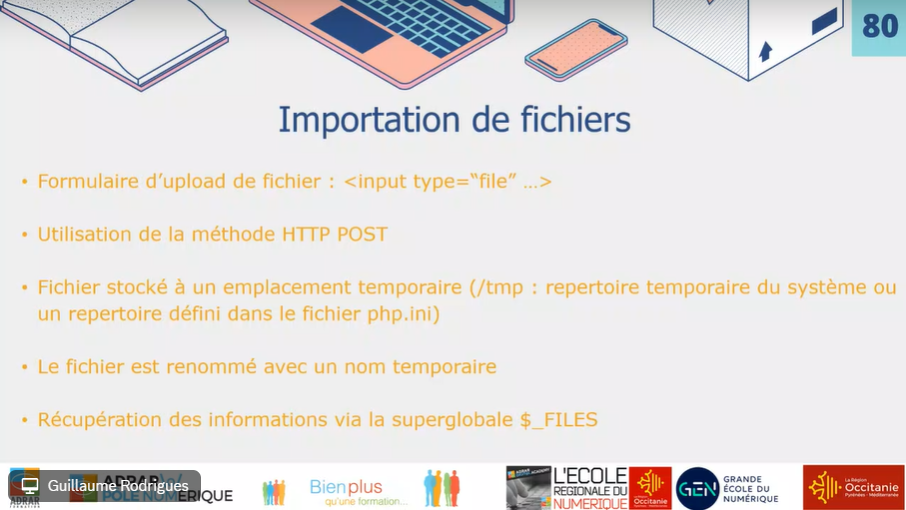 80
Importation de fichiers
• Formulaire d’upload de fichier : <input type=“file” …>
• Utilisation de la méthode HTTP POST
• Fichier stocké à un emplacement temporaire (/tmp : repertoire temporaire du système ou
un repertoire défini dans le fichier php.ini)
• Le fichier est renommé avec un nom temporaire
• Récupération des informations via la superglobale $_FILES
Guillaume Rodrigues
PÔLE NUMÉRIQUE
Bien plus
qu'une formation...
L'ECOLE
REGIONALE DU
NUMERIQUE
Occitanie
GEN
GRANDE
ÉCOLE DU
NUMÉRIQUE
La Région
Occitanie
Pyrénées - Méditerranée